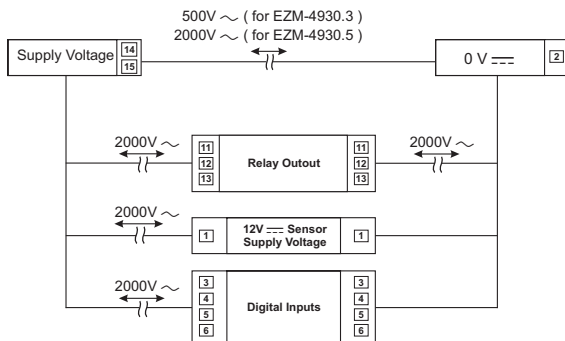 500V ~ ( for EZM-4930.3 )
2000V ~ ( for EZM-4930.5 )
Supply Voltage
14
15
0 V ⎓
2
2000V ~
11
12
13
Relay Outout
11
12
13
2000V ~
2000V ~
1
12V ⎓ Sensor
Supply Voltage
1
2000V ~
3
4
5
6
Digital Inputs
3
4
5
6